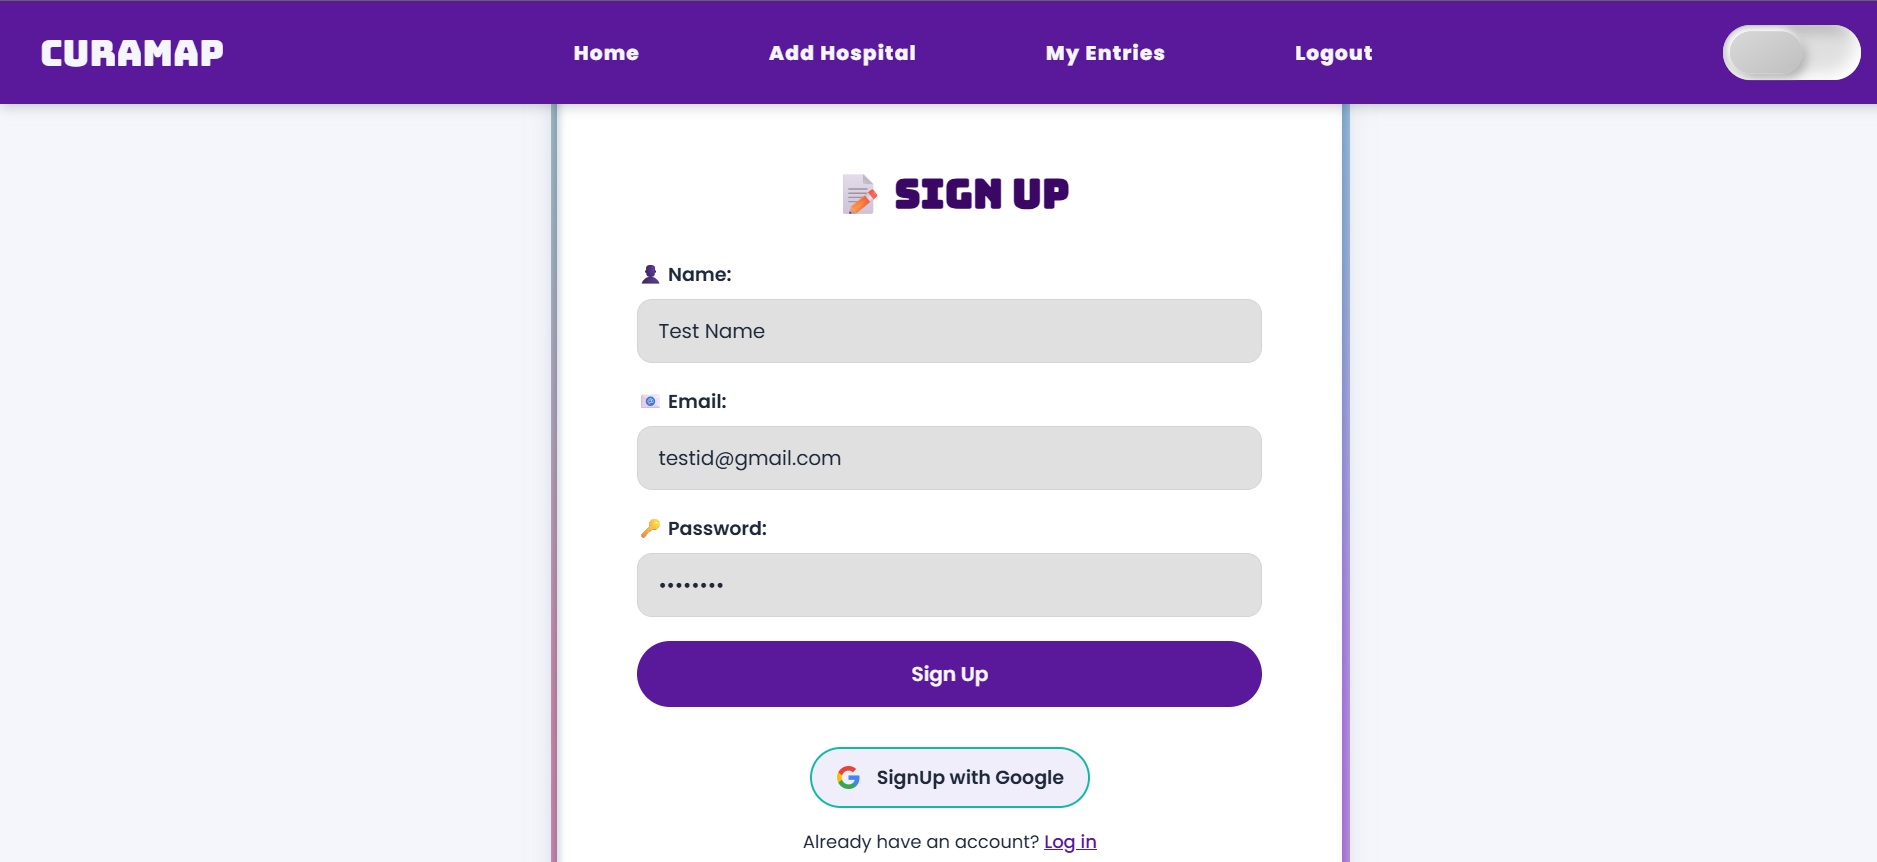 CURAMAP
Home
Add Hospital
My Entries
Logout
SIGN UP
Name:
Test Name
Email:
testid@gmail.com
Password:
••••••••
Sign Up
SignUp with Google
Already have an account? Log in